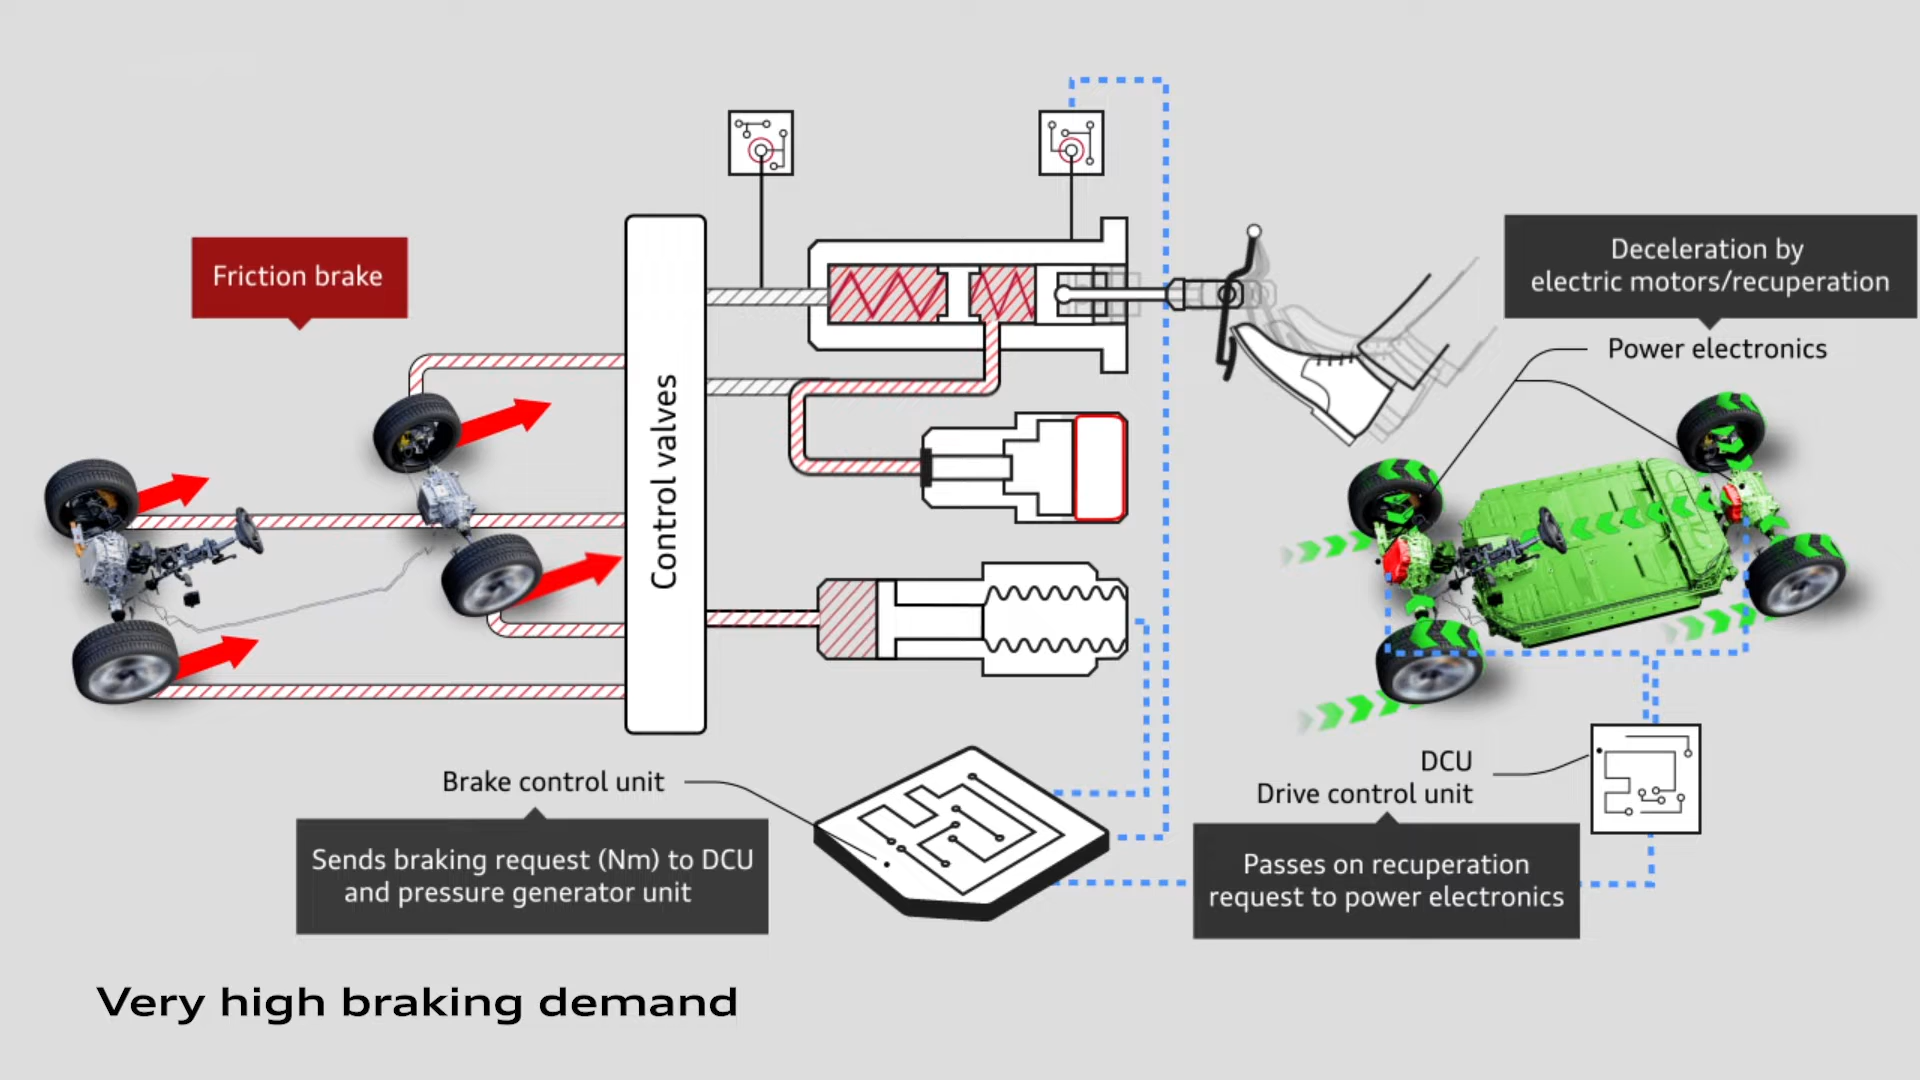 Friction brake
Control valves
Deceleration by
electric motors/recuperation
Power electronics
Brake control unit
Sends braking request (Nm) to DCU
and pressure generator unit
DCU
Drive control unit
Passes on recuperation
request to power electronics
Very high braking demand